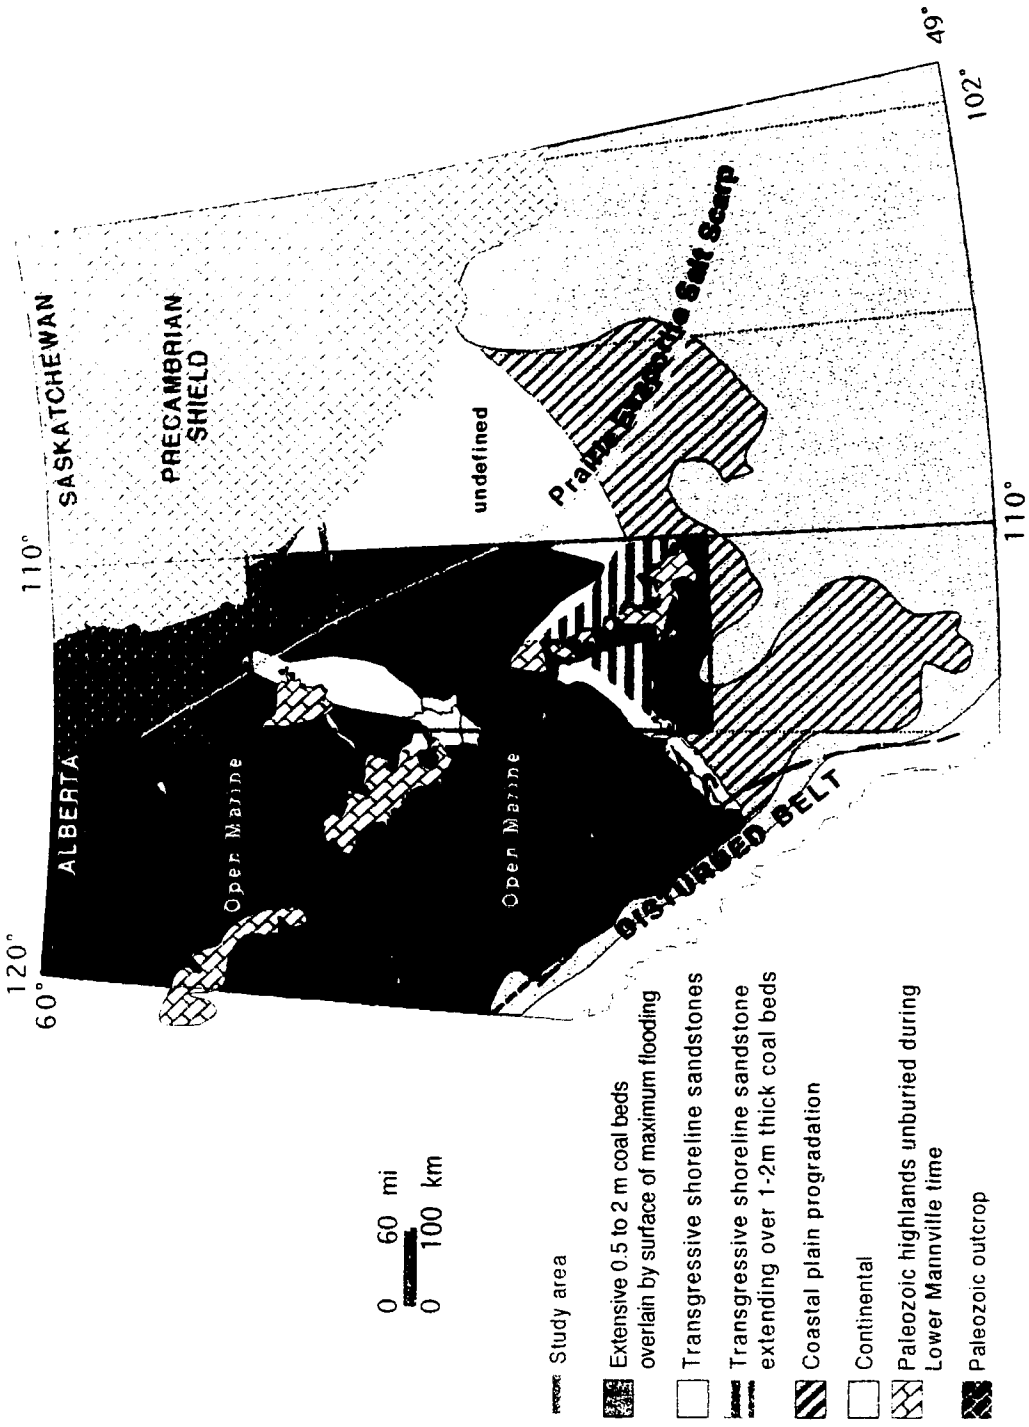 120°
60°
110°
ALBERTA
SASKATCHEWAN
PRECAMBRIAN
SHIELD
Open Marine
Open Marine
undefined
Prairie Evaporite Salt Scarp
DISTURBED BELT
49°
102°
110°
0 60 mi
0 100 km
Study area
Extensive 0.5 to 2 m coal beds
overlain by surface of maximum flooding
Transgressive shoreline sandstones
Transgressive shoreline sandstone
extending over 1-2m thick coal beds
Coastal plain progradation
Continental
Paleozoic highlands unburied during
Lower Mannville time
Paleozoic outcrop